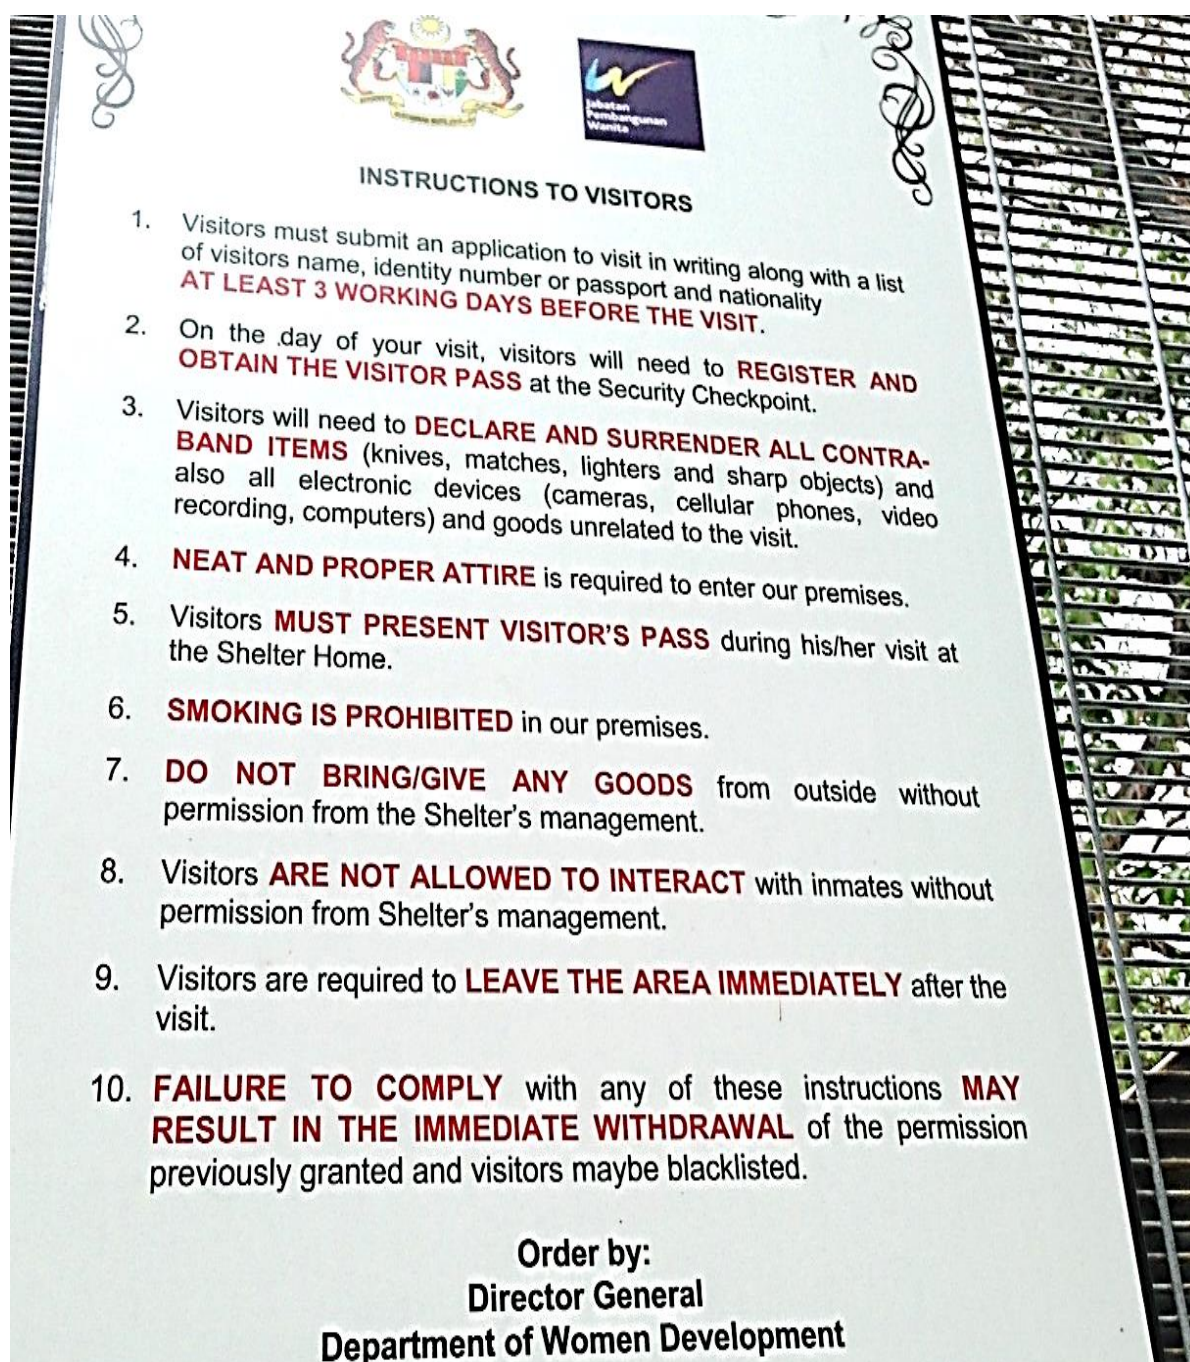 Jabatan
Pembangunan
Wanita
INSTRUCTIONS TO VISITORS
1. Visitors must submit an application to visit in writing along with a list
of visitors name, identity number or passport and nationality
AT LEAST 3 WORKING DAYS BEFORE THE VISIT.
2. On the day of your visit, visitors will need to REGISTER AND
OBTAIN THE VISITOR PASS at the Security Checkpoint.
3. Visitors will need to DECLARE AND SURRENDER ALL CONTRA-
BAND ITEMS (knives, matches, lighters and sharp objects) and
also all electronic devices (cameras, cellular phones, video
recording, computers) and goods unrelated to the visit.
4. NEAT AND PROPER ATTIRE is required to enter our premises.
5. Visitors MUST PRESENT VISITOR'S PASS during his/her visit at
the Shelter Home.
6. SMOKING IS PROHIBITED in our premises.
7. DO NOT BRING/GIVE ANY GOODS from outside without
permission from the Shelter's management.
8. Visitors ARE NOT ALLOWED TO INTERACT with inmates without
permission from Shelter's management.
9. Visitors are required to LEAVE THE AREA IMMEDIATELY after the
visit.
10. FAILURE TO COMPLY with any of these instructions MAY
RESULT IN THE IMMEDIATE WITHDRAWAL of the permission
previously granted and visitors maybe blacklisted.
Order by:
Director General
Department of Women Development